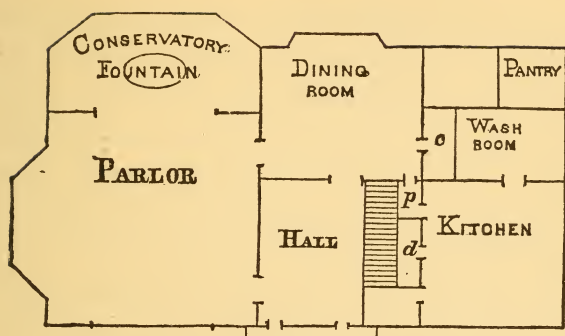 CONSERVATORY.
FOUNTAIN.
DINING
ROOM
PANTRY
c
WASH
ROOM
PARLOR
p
HALL
d
KITCHEN